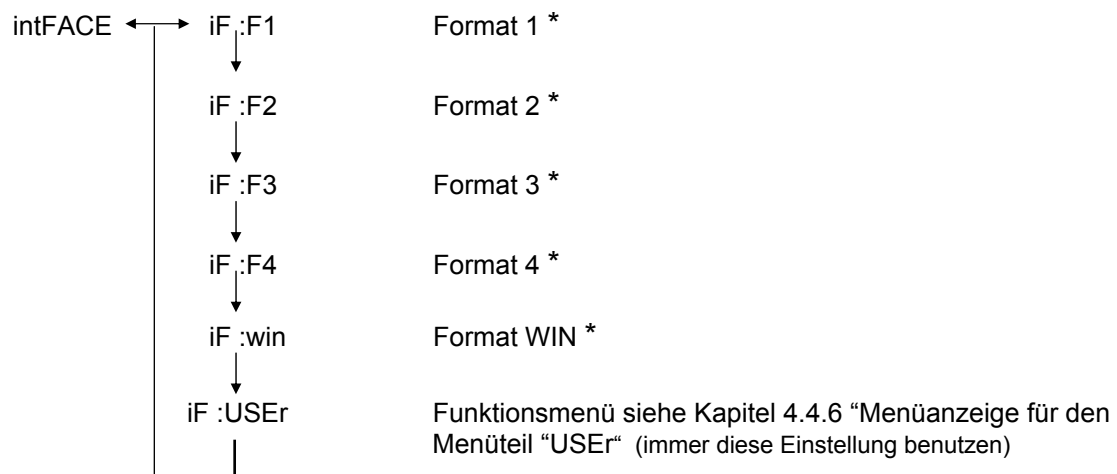 intFACE iF :F1 Format 1 *
iF :F2 Format 2 *
iF :F3 Format 3 *
iF :F4 Format 4 *
iF :win Format WIN *
iF :USEr Funktionsmenü siehe Kapitel 4.4.6 “Menüanzeige für den
Menüteil “USEr“ (immer diese Einstellung benutzen)